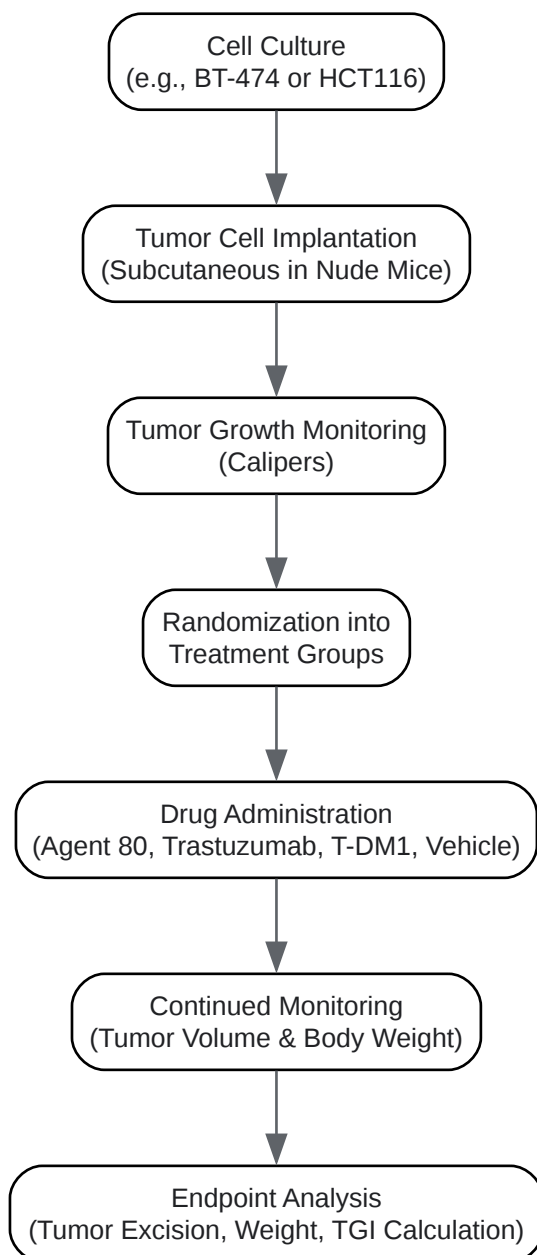 Cell Culture
(e.g., BT-474 or HCT116)
Tumor Cell Implantation
(Subcutaneous in Nude Mice)
Tumor Growth Monitoring
(Calipers)
Randomization into
Treatment Groups
Drug Administration
(Agent 80, Trastuzumab, T-DM1, Vehicle)
Continued Monitoring
(Tumor Volume & Body Weight)
Endpoint Analysis
(Tumor Excision, Weight, TGI Calculation)